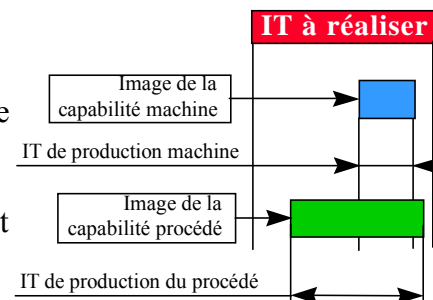 IT à réaliser
Image de la
capabilité machine
e
IT de production machine
Image de la
capabilité procédé
t
IT de production du procédé